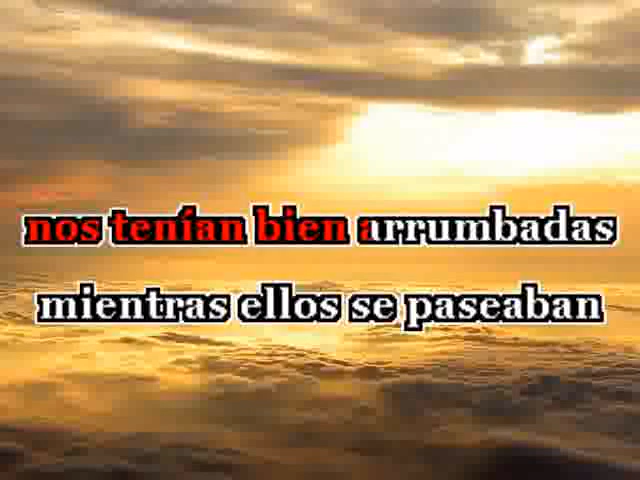 nos tenían bien arrumbadas
mientras ellos se paseaban